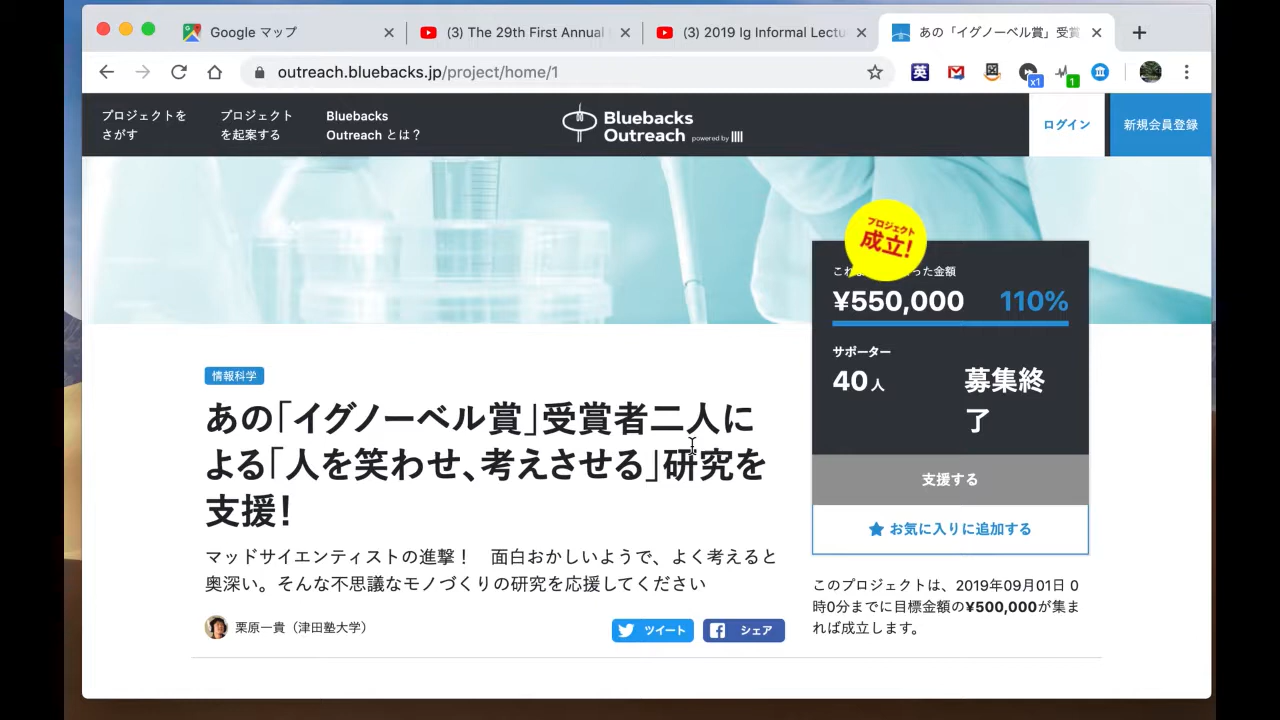 Google マップ
(3) The 29th First Annual
(3) 2019 Ig Informal Lectu
あの「イグノーベル賞」受賞
outreach.bluebacks.jp/project/home/1
英
x1
1
プロジェクトを
さがす
プロジェクト
を起案する
Bluebacks
Outreach とは？
Bluebacks
Outreach powered by
ログイン
新規会員登録
プロジェクト
成立!
った金額
¥550,000 110%
サポーター
40人
募集終
了
支援する
お気に入りに追加する
このプロジェクトは、2019年09月01日 0
時0分までに目標金額の¥500,000が集ま
れば成立します。
情報科学
あの「イグノーベル賞」受賞者二人に
よる「人を笑わせ、考えさせる」研究を
支援！
マッドサイエンティストの進撃！　面白おかしいようで、よく考えると
奥深い。そんな不思議なモノづくりの研究を応援してください
栗原一貴（津田塾大学）
ツイート
シェア